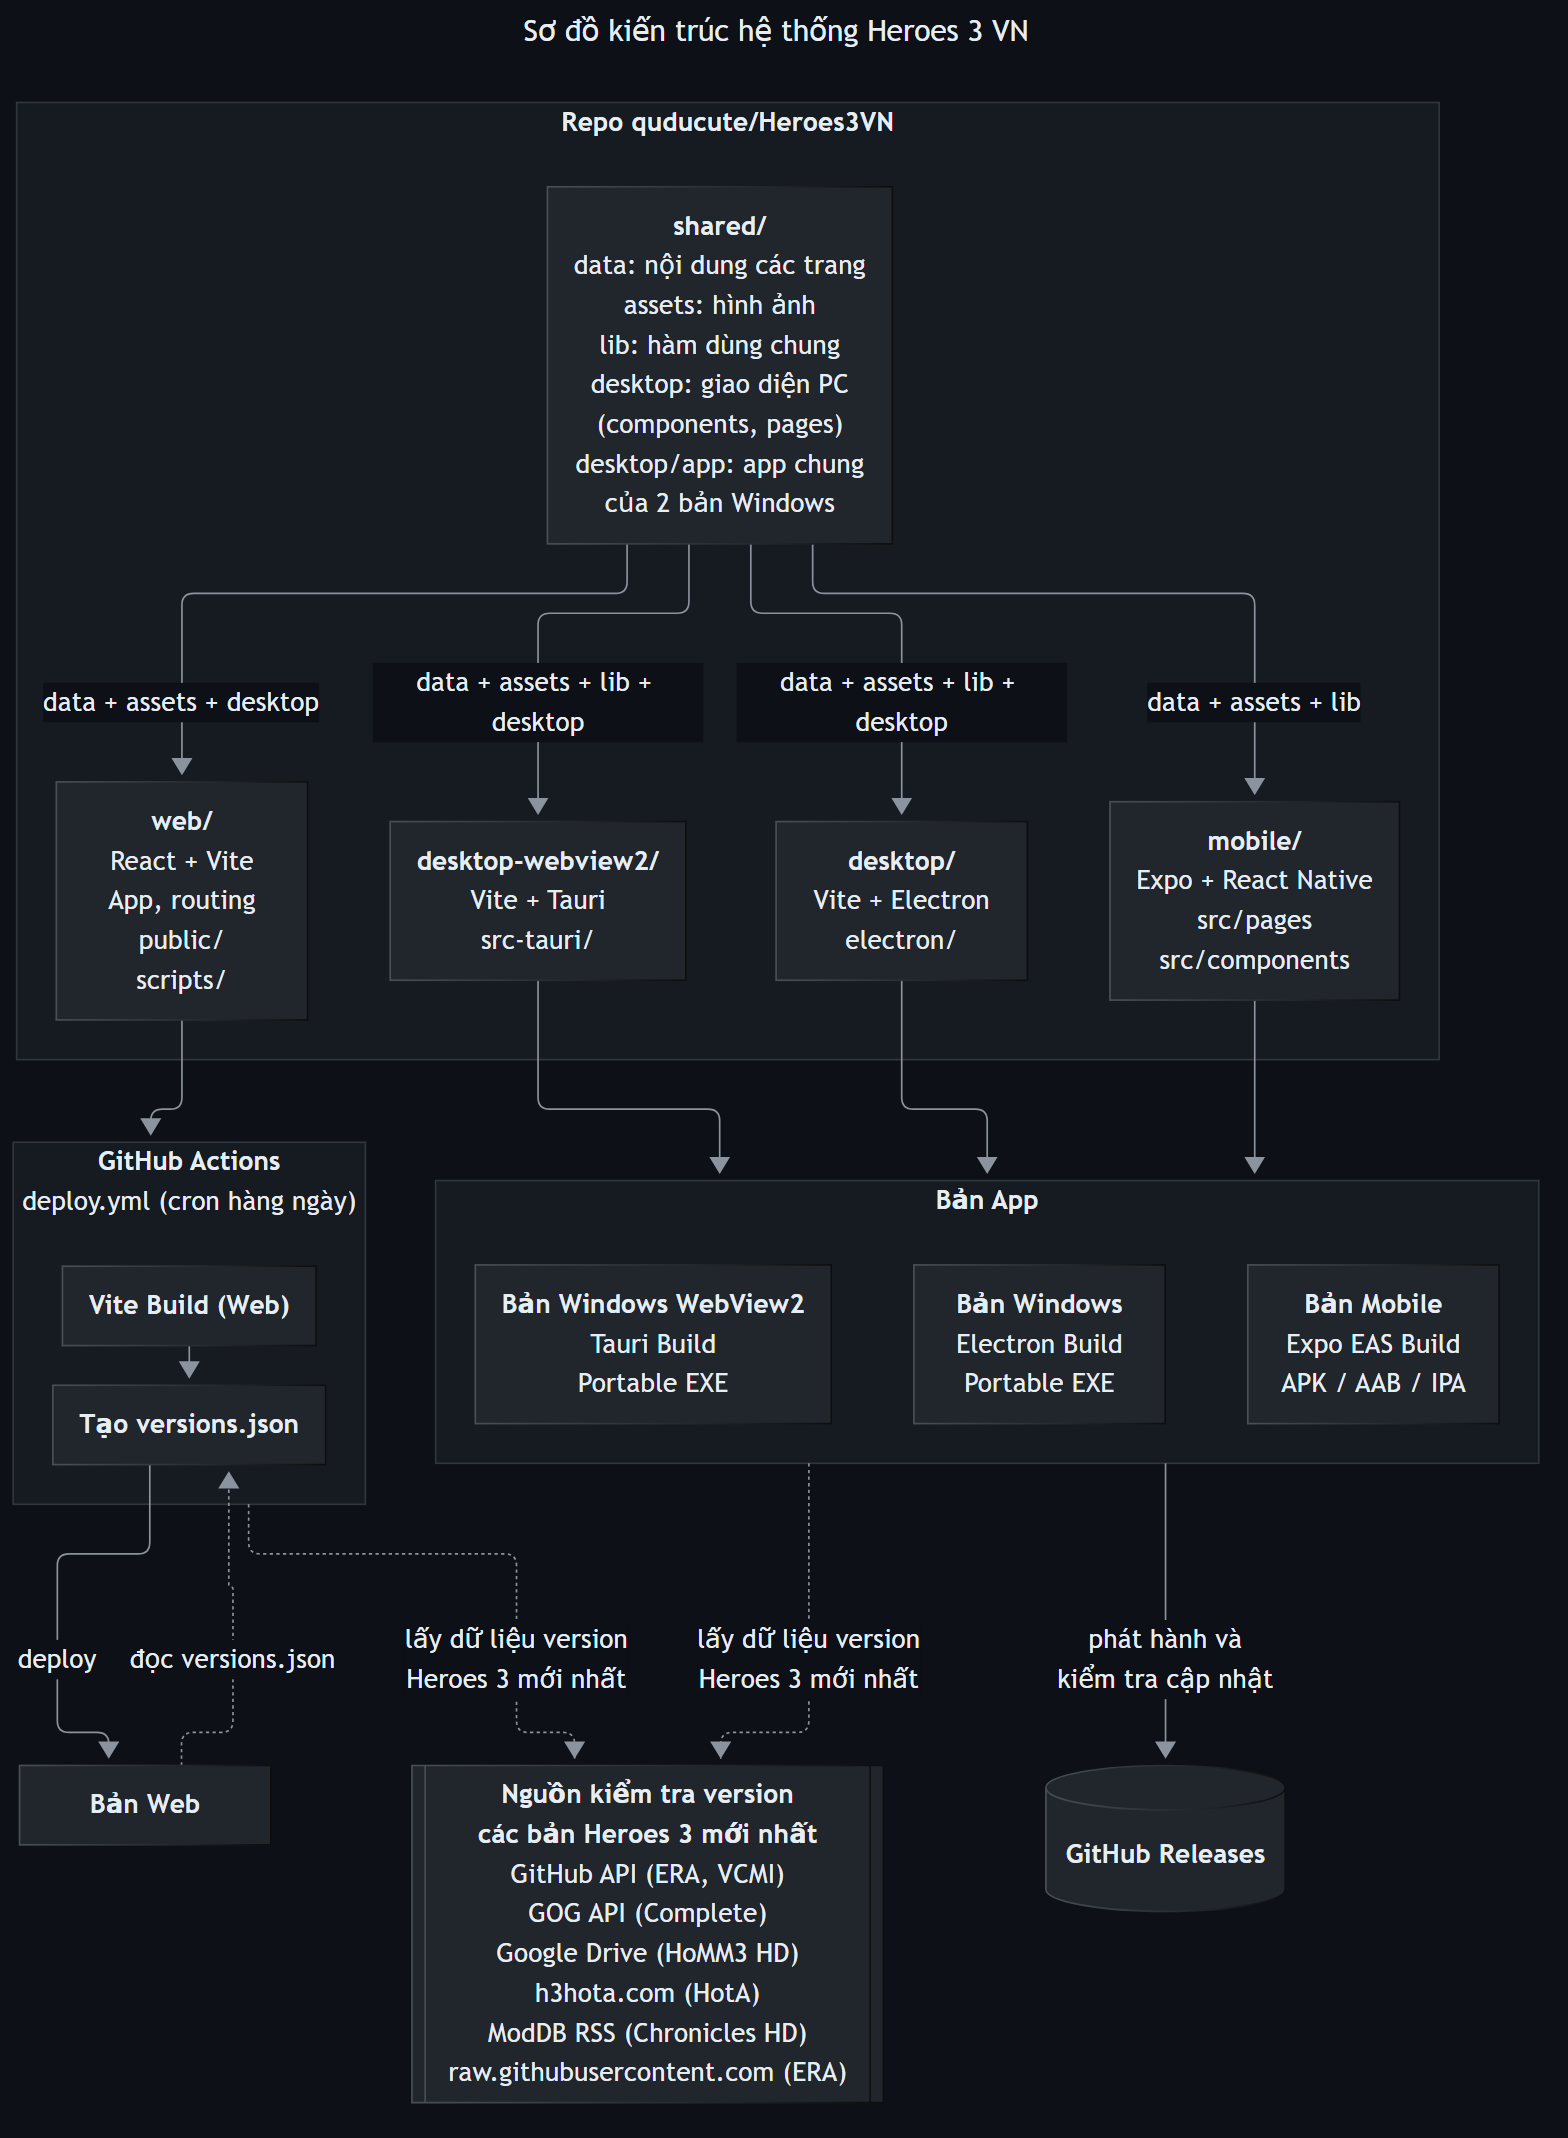 Sơ đồ kiến trúc hệ thống Heroes 3 VN
Repo quducute/Heroes3VN
shared/
data: nội dung các trang
assets: hình ảnh
lib: hàm dùng chung
desktop: giao diện PC
(components, pages)
desktop/app: app chung
của 2 bản Windows
data + assets + desktop
data + assets + lib +
desktop
data + assets + lib +
desktop
data + assets + lib
web/
React + Vite
App, routing
public/
scripts/
desktop-webview2/
Vite + Tauri
src-tauri/
desktop/
Vite + Electron
electron/
mobile/
Expo + React Native
src/pages
src/components
GitHub Actions
deploy.yml (cron hàng ngày)
Vite Build (Web)
Tạo versions.json
Bản App
Bản Windows WebView2
Tauri Build
Portable EXE
Bản Windows
Electron Build
Portable EXE
Bản Mobile
Expo EAS Build
APK / AAB / IPA
deploy
đọc versions.json
lấy dữ liệu version
Heroes 3 mới nhất
lấy dữ liệu version
Heroes 3 mới nhất
phát hành và
kiểm tra cập nhật
Bản Web
Nguồn kiểm tra version
các bản Heroes 3 mới nhất
GitHub API (ERA, VCMI)
GOG API (Complete)
Google Drive (HoMM3 HD)
h3hota.com (HotA)
ModDB RSS (Chronicles HD)
raw.githubusercontent.com (ERA)
GitHub Releases